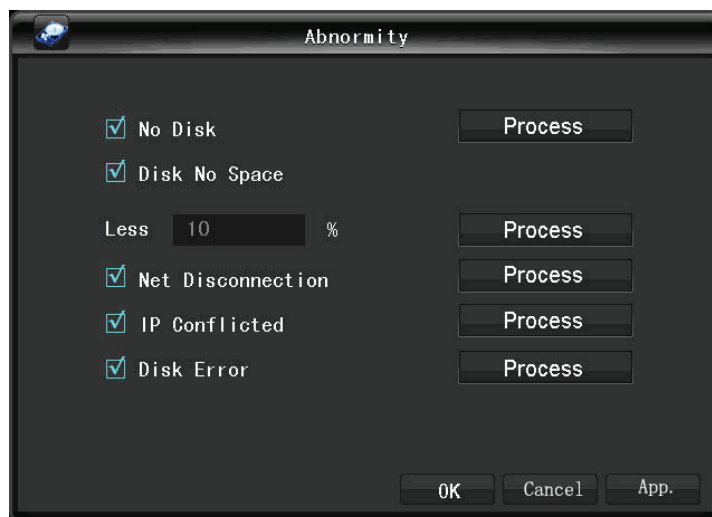 Abnormity
No Disk Process
Disk No Space
Less 10 % Process
Net Disconnection Process
IP Conflicted Process
Disk Error Process
OK Cancel App.